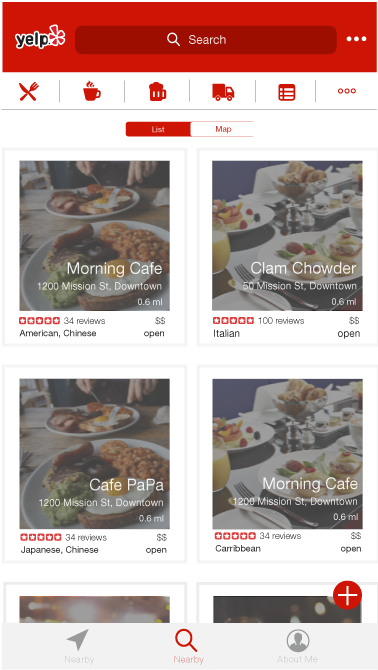 yelp
Search
List
Map
Morning Cafe
1200 Mission St, Downtown
0.6 ml
34 reviews
$$
American, Chinese
open
Clam Chowder
50 Mission St, Downtown
0.6 ml
100 reviews
$$
Italian
open
Cafe PaPa
1200 Mission St, Downtown
0.6 ml
34 reviews
$$
Japanese, Chinese
open
Morning Cafe
1200 Mission St, Downtown
0.6 ml
34 reviews
$$
Carribbean
open
Nearby
Nearby
About Me